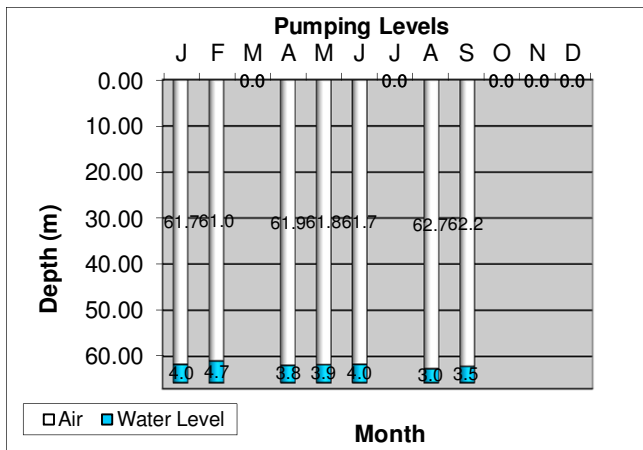 Pumping Levels
J F M A M J J A S O N D
0.00 0.0 0.0 0.0 0.0 0.0
10.00
20.00
30.00 61.7 61.0 61.9 61.8 61.7 62.7 62.2
40.00
50.00
60.00
4.0 4.7 3.8 3.9 4.0 3.0 3.5
Depth (m)
Air Water Level
Month